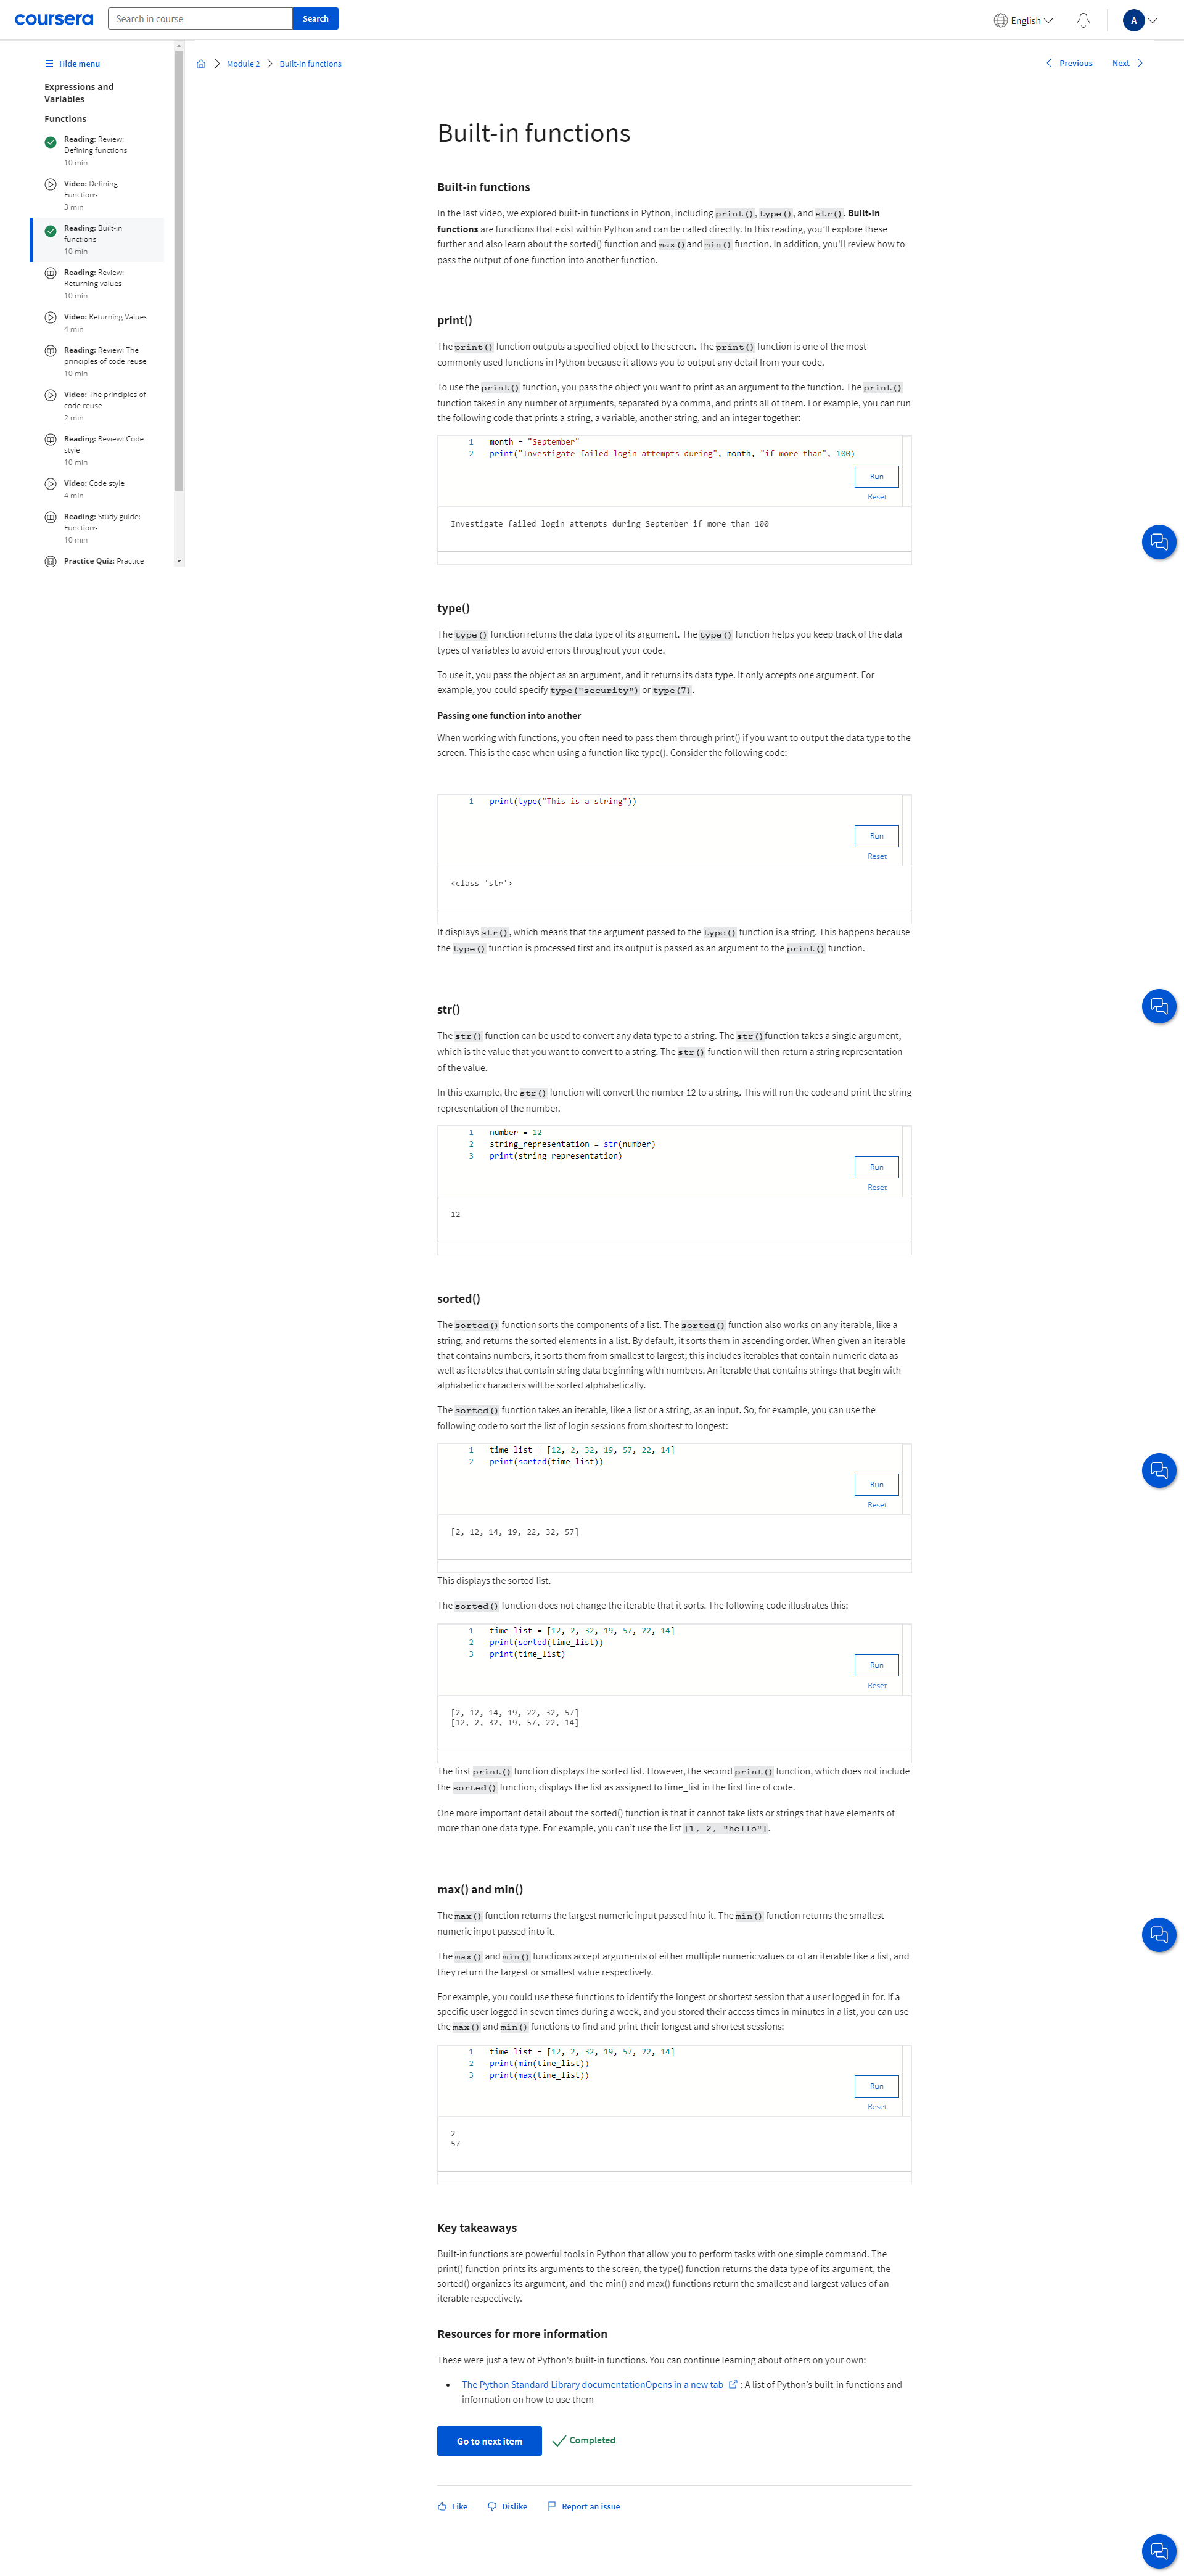 coursera
Search in course
Search
English
A
Hide menu
Module 2
Built-in functions
Previous
Next
Expressions and
Variables
Functions
Reading: Review:
Defining functions
10 min
Video: Defining
Functions
3 min
Reading: Built-in
functions
10 min
Reading: Review:
Returning values
10 min
Video: Returning Values
4 min
Reading: Review: The
principles of code reuse
10 min
Video: The principles of
code reuse
2 min
Reading: Review: Code
style
10 min
Video: Code style
4 min
Reading: Study guide:
Functions
10 min
Practice Quiz: Practice
Built-in functions
Built-in functions
In the last video, we explored built-in functions in Python, including print(), type(), and str(). Built-in
functions are functions that exist within Python and can be called directly. In this reading, you’ll explore these
further and also learn about the sorted() function and max()and min() function. In addition, you’ll review how to
pass the output of one function into another function.
print()
The print() function outputs a specified object to the screen. The print() function is one of the most
commonly used functions in Python because it allows you to output any detail from your code.
To use the print() function, you pass the object you want to print as an argument to the function. The print()
function takes in any number of arguments, separated by a comma, and prints all of them. For example, you can run
the following code that prints a string, a variable, another string, and an integer together:
1 month = "September"
2 print("Investigate failed login attempts during", month, "if more than", 100)
Run
Reset
Investigate failed login attempts during September if more than 100
type()
The type() function returns the data type of its argument. The type() function helps you keep track of the data
types of variables to avoid errors throughout your code.
To use it, you pass the object as an argument, and it returns its data type. It only accepts one argument. For
example, you could specify type("security") or type(7).
Passing one function into another
When working with functions, you often need to pass them through print() if you want to output the data type to the
screen. This is the case when using a function like type(). Consider the following code:
1 print(type("This is a string"))
Run
Reset
<class 'str'>
It displays str(), which means that the argument passed to the type() function is a string. This happens because
the type() function is processed first and its output is passed as an argument to the print() function.
str()
The str() function can be used to convert any data type to a string. The str()function takes a single argument,
which is the value that you want to convert to a string. The str() function will then return a string representation
of the value.
In this example, the str() function will convert the number 12 to a string. This will run the code and print the string
representation of the number.
1 number = 12
2 string_representation = str(number)
3 print(string_representation)
Run
Reset
12
sorted()
The sorted() function sorts the components of a list. The sorted() function also works on any iterable, like a
string, and returns the sorted elements in a list. By default, it sorts them in ascending order. When given an iterable
that contains numbers, it sorts them from smallest to largest; this includes iterables that contain numeric data as
well as iterables that contain string data beginning with numbers. An iterable that contains strings that begin with
alphabetic characters will be sorted alphabetically.
The sorted() function takes an iterable, like a list or a string, as an input. So, for example, you can use the
following code to sort the list of login sessions from shortest to longest:
1 time_list = [12, 2, 32, 19, 57, 22, 14]
2 print(sorted(time_list))
Run
Reset
[2, 12, 14, 19, 22, 32, 57]
This displays the sorted list.
The sorted() function does not change the iterable that it sorts. The following code illustrates this:
1 time_list = [12, 2, 32, 19, 57, 22, 14]
2 print(sorted(time_list))
3 print(time_list)
Run
Reset
[2, 12, 14, 19, 22, 32, 57]
[12, 2, 32, 19, 57, 22, 14]
The first print() function displays the sorted list. However, the second print() function, which does not include
the sorted() function, displays the list as assigned to time_list in the first line of code.
One more important detail about the sorted() function is that it cannot take lists or strings that have elements of
more than one data type. For example, you can’t use the list [1, 2, "hello"].
max() and min()
The max() function returns the largest numeric input passed into it. The min() function returns the smallest
numeric input passed into it.
The max() and min() functions accept arguments of either multiple numeric values or of an iterable like a list, and
they return the largest or smallest value respectively.
For example, you could use these functions to identify the longest or shortest session that a user logged in for. If a
specific user logged in seven times during a week, and you stored their access times in minutes in a list, you can use
the max() and min() functions to find and print their longest and shortest sessions:
1 time_list = [12, 2, 32, 19, 57, 22, 14]
2 print(min(time_list))
3 print(max(time_list))
Run
Reset
2
57
Key takeaways
Built-in functions are powerful tools in Python that allow you to perform tasks with one simple command. The
print() function prints its arguments to the screen, the type() function returns the data type of its argument, the
sorted() organizes its argument, and the min() and max() functions return the smallest and largest values of an
iterable respectively.
Resources for more information
These were just a few of Python’s built-in functions. You can continue learning about others on your own:
• The Python Standard Library documentationOpens in a new tab : A list of Python’s built-in functions and
information on how to use them
Go to next item
Completed
Like
Dislike
Report an issue